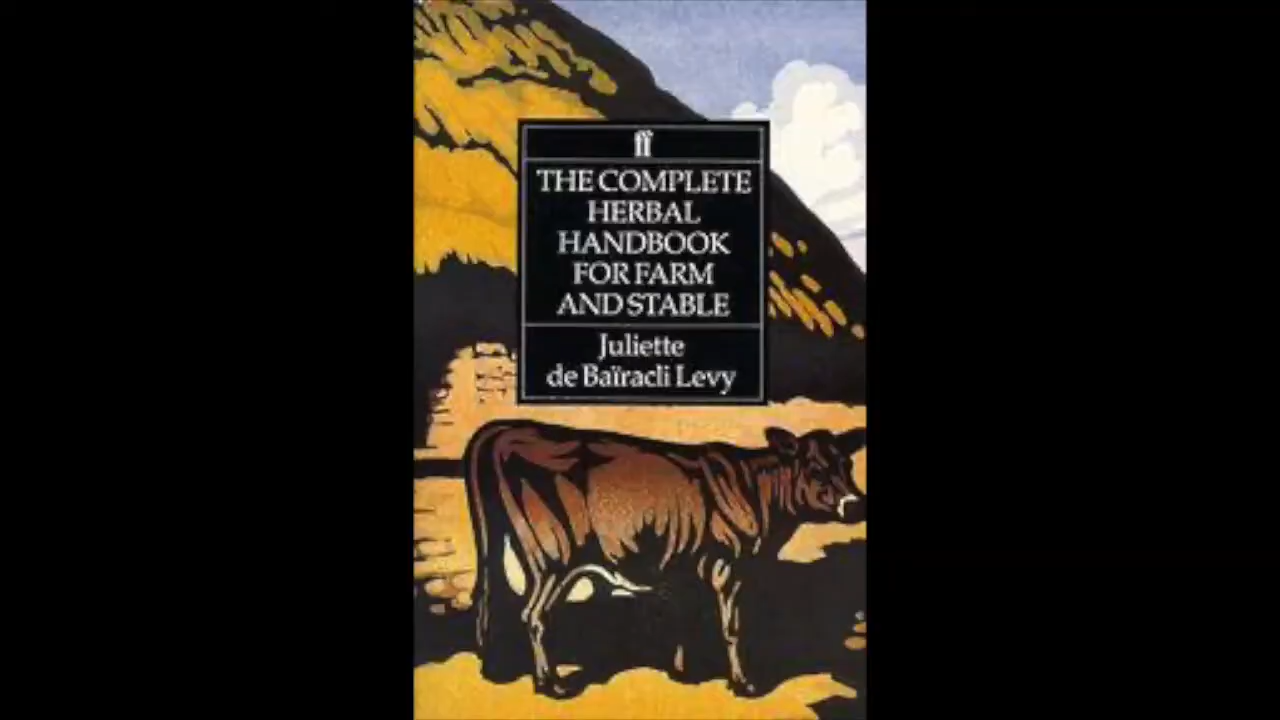 ff
THE COMPLETE
HERBAL
HANDBOOK
FOR FARM
AND STABLE
Juliette
de Baïracli Levy